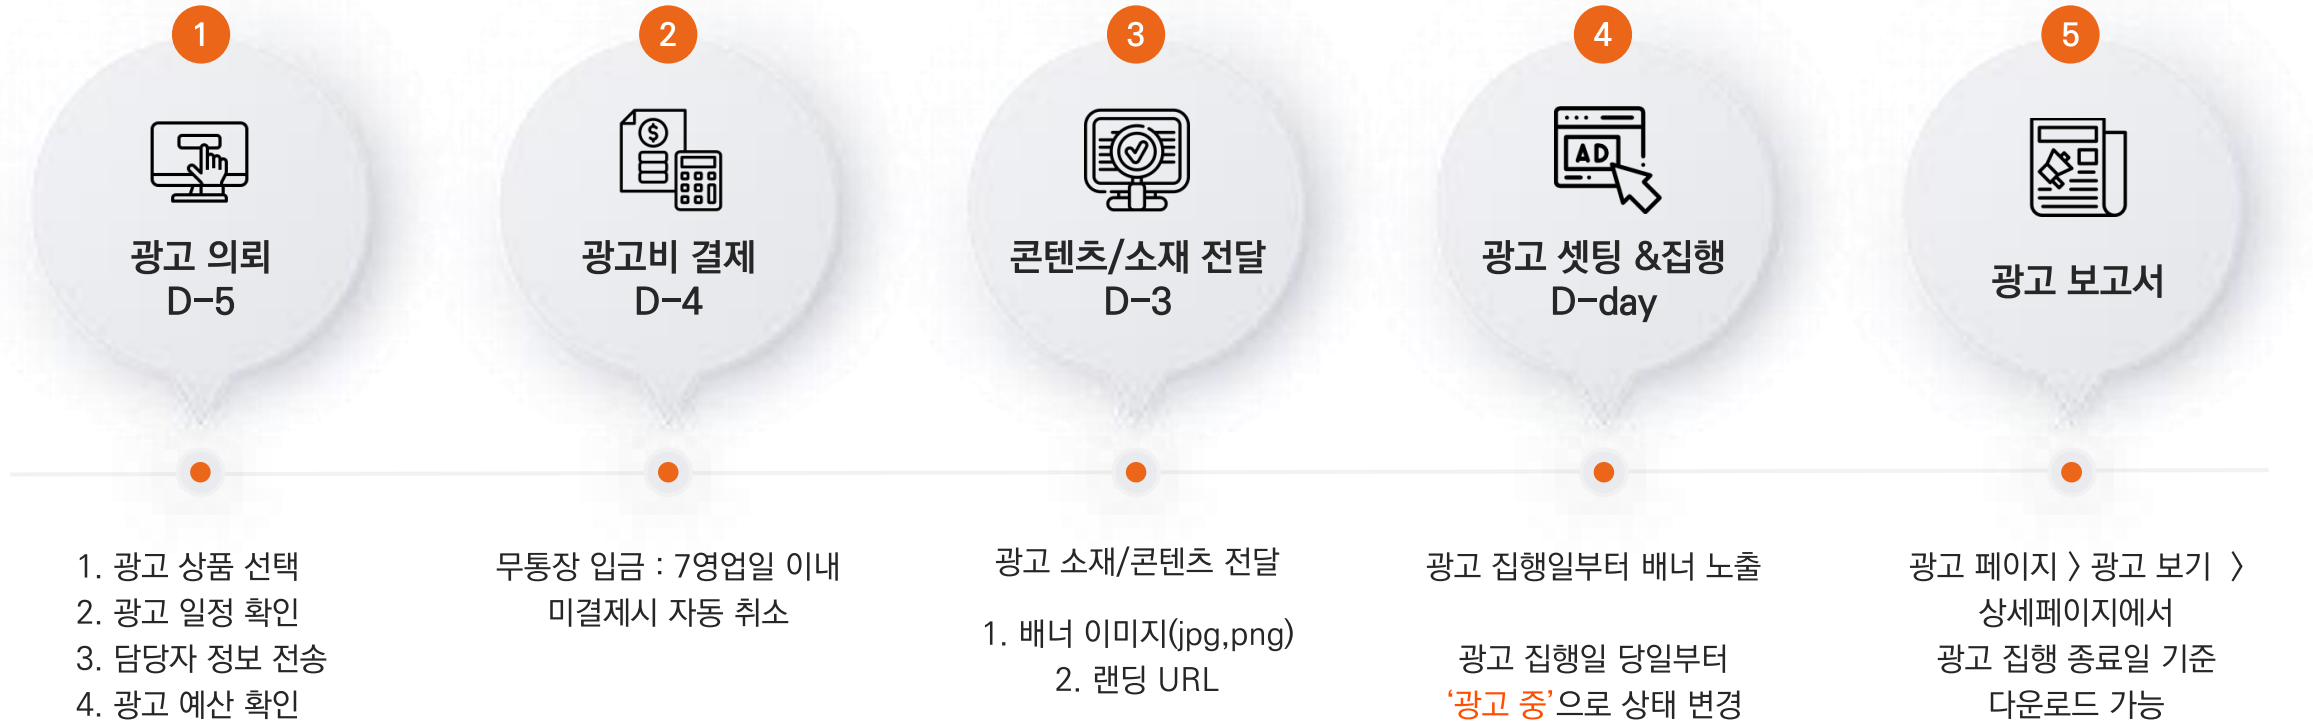 1
광고 의뢰
D-5
1. 광고 상품 선택
2. 광고 일정 확인
3. 담당자 정보 전송
4. 광고 예산 확인
2
$
광고비 결제
D-4
무통장 입금 : 7영업일 이내
미결제시 자동 취소
3
콘텐츠/소재 전달
D-3
광고 소재/콘텐츠 전달
1. 배너 이미지(jpg,png)
2. 랜딩 URL
4
AD
광고 셋팅 &집행
D-day
광고 집행일부터 배너 노출
광고 집행일 당일부터
‘광고 중’으로 상태 변경
5
광고 보고서
광고 페이지 〉 광고 보기 〉
상세페이지에서
광고 집행 종료일 기준
다운로드 가능